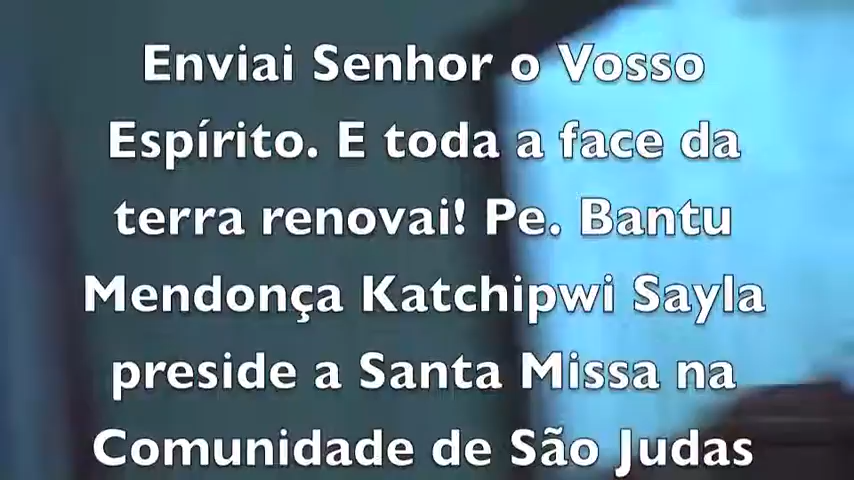 Enviai Senhor o Vosso
Espírito. E toda a face da
terra renovai! Pe. Bantu
Mendonça Katchipwi Sayla
preside a Santa Missa na
Comunidade de São Judas